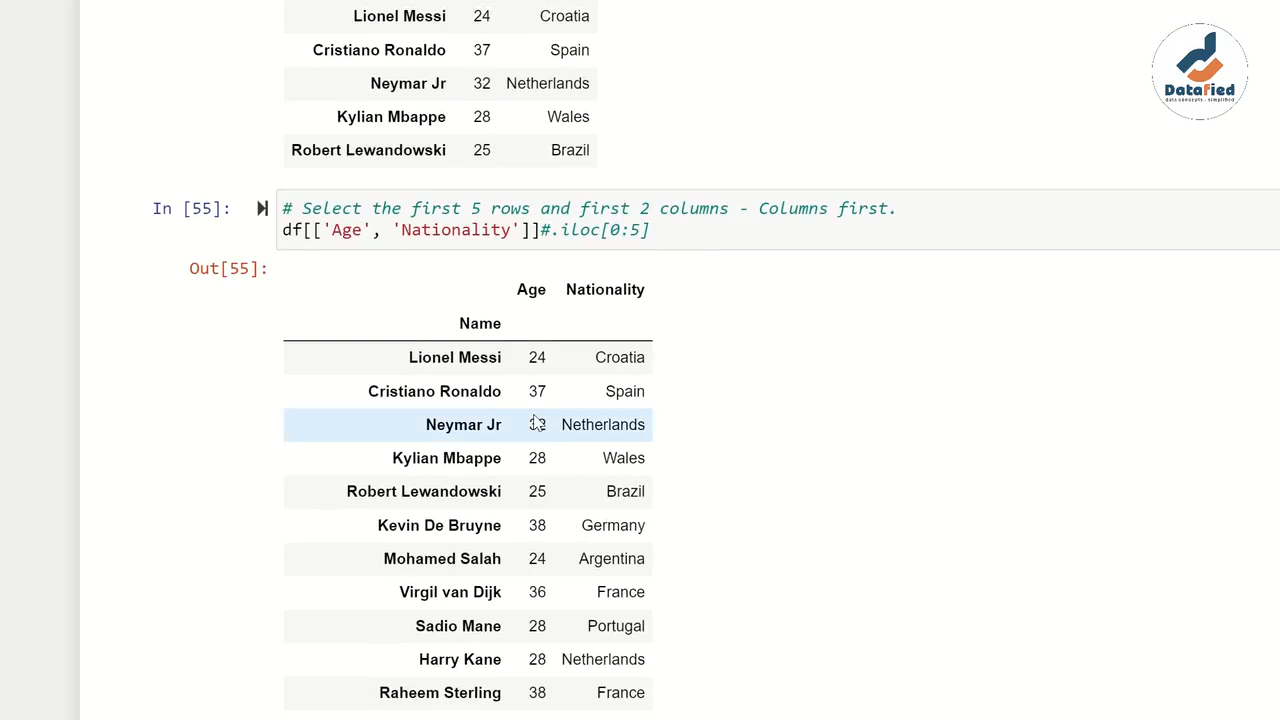 Lionel Messi 24 Croatia
Cristiano Ronaldo 37 Spain
Neymar Jr 32 Netherlands
Kylian Mbappe 28 Wales
Robert Lewandowski 25 Brazil
Datafied
data concepts - simplified
In [55]: # Select the first 5 rows and first 2 columns - Columns first.
df[['Age', 'Nationality']]#.iloc[0:5]
Out[55]:
Age Nationality
Name
Lionel Messi 24 Croatia
Cristiano Ronaldo 37 Spain
Neymar Jr 32 Netherlands
Kylian Mbappe 28 Wales
Robert Lewandowski 25 Brazil
Kevin De Bruyne 38 Germany
Mohamed Salah 24 Argentina
Virgil van Dijk 36 France
Sadio Mane 28 Portugal
Harry Kane 28 Netherlands
Raheem Sterling 38 France